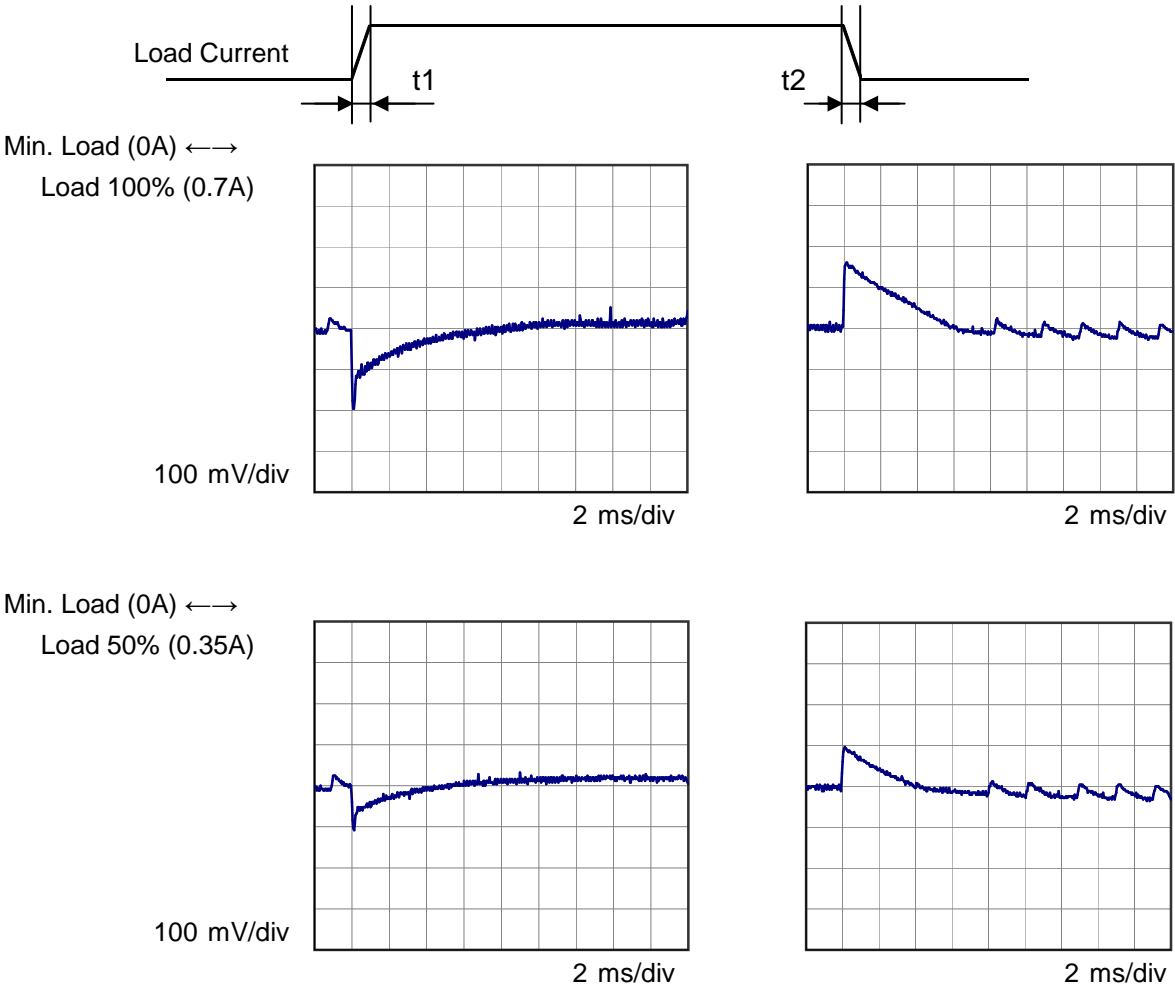 Load Current
t1
t2
Min. Load (0A) ←→
Load 100% (0.7A)
100 mV/div
2 ms/div
2 ms/div
Min. Load (0A) ←→
Load 50% (0.35A)
100 mV/div
2 ms/div
2 ms/div